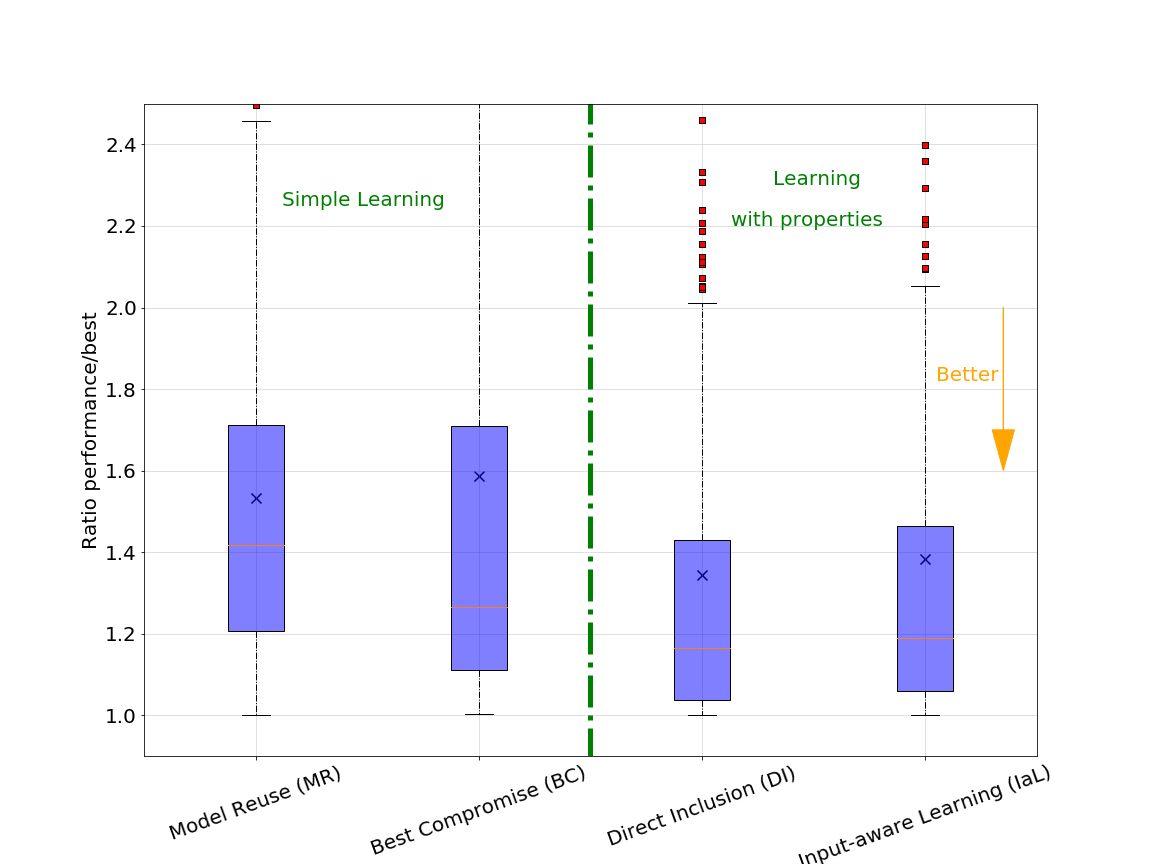 2.4
2.2
2.0
1.8
1.6
1.4
1.2
1.0
Ratio performance/best
Simple Learning
Learning
with properties
Better
Model Reuse (MR)
Best Compromise (BC)
Direct Inclusion (DI)
Input-aware Learning (IaL)